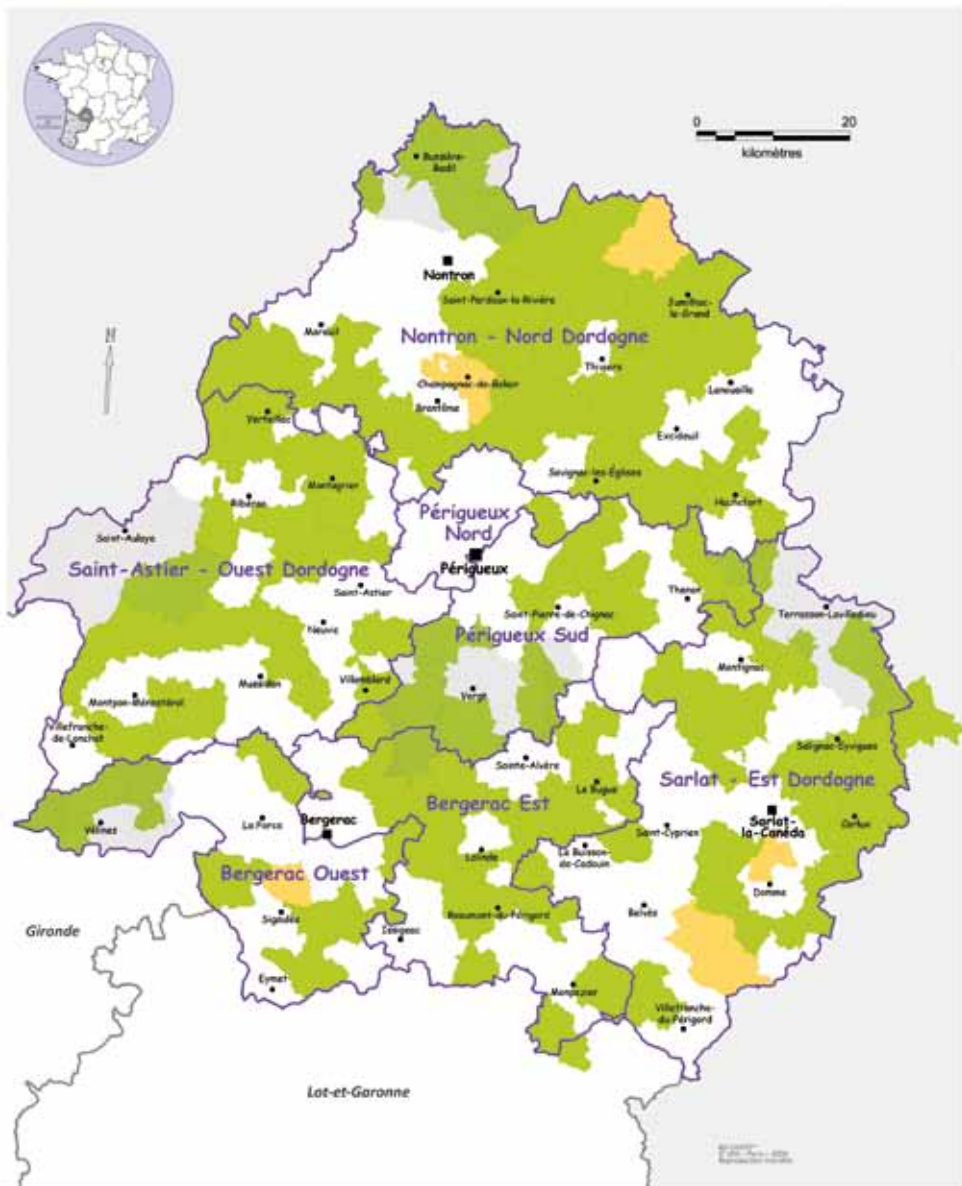 0 20
kilomètres
Bussière-
Badil
N
Nontron
Saint-Pardoux-la-Rivière
Jumilhac-
le-Grand
Mareuil
Nontron - Nord Dordogne
Thiviers
Champagnac-de-Belair
Lanouaille
Brantôme
Verteillac
Excideuil
Savignac-les-Églises
Montagrier
Ribérac
Hautefort
Périgueux
Nord
Saint-Aulaye
Périgueux
Saint-Astier - Ouest Dordogne
Saint-Astier
Thenon
Saint-Pierre-de-Chignac
Terrasson-Lavilledieu
Neuvic
Périgueux Sud
Montignac
Mussidan
Villamblard
Vergt
Montpon-Ménestérol
Villefranche-
de-Lonchat
Salignac-Eyvigues
Sainte-Alvère
Sarlat - Est Dordogne
Le Bugue
Bergerac Est
Vélines
La Force
Bergerac
Saint-Cyprien
Sarlat-
la-Canéda
Carlux
Lalinde
Le Buisson-
de-Cadouin
Bergerac Ouest
Domme
Sigoulès
Beaumont-du-Périgord
Belvès
Gironde
Issigeac
Eymet
Monpazier
Villefranche-
du-Périgord
Lot-et-Garonne